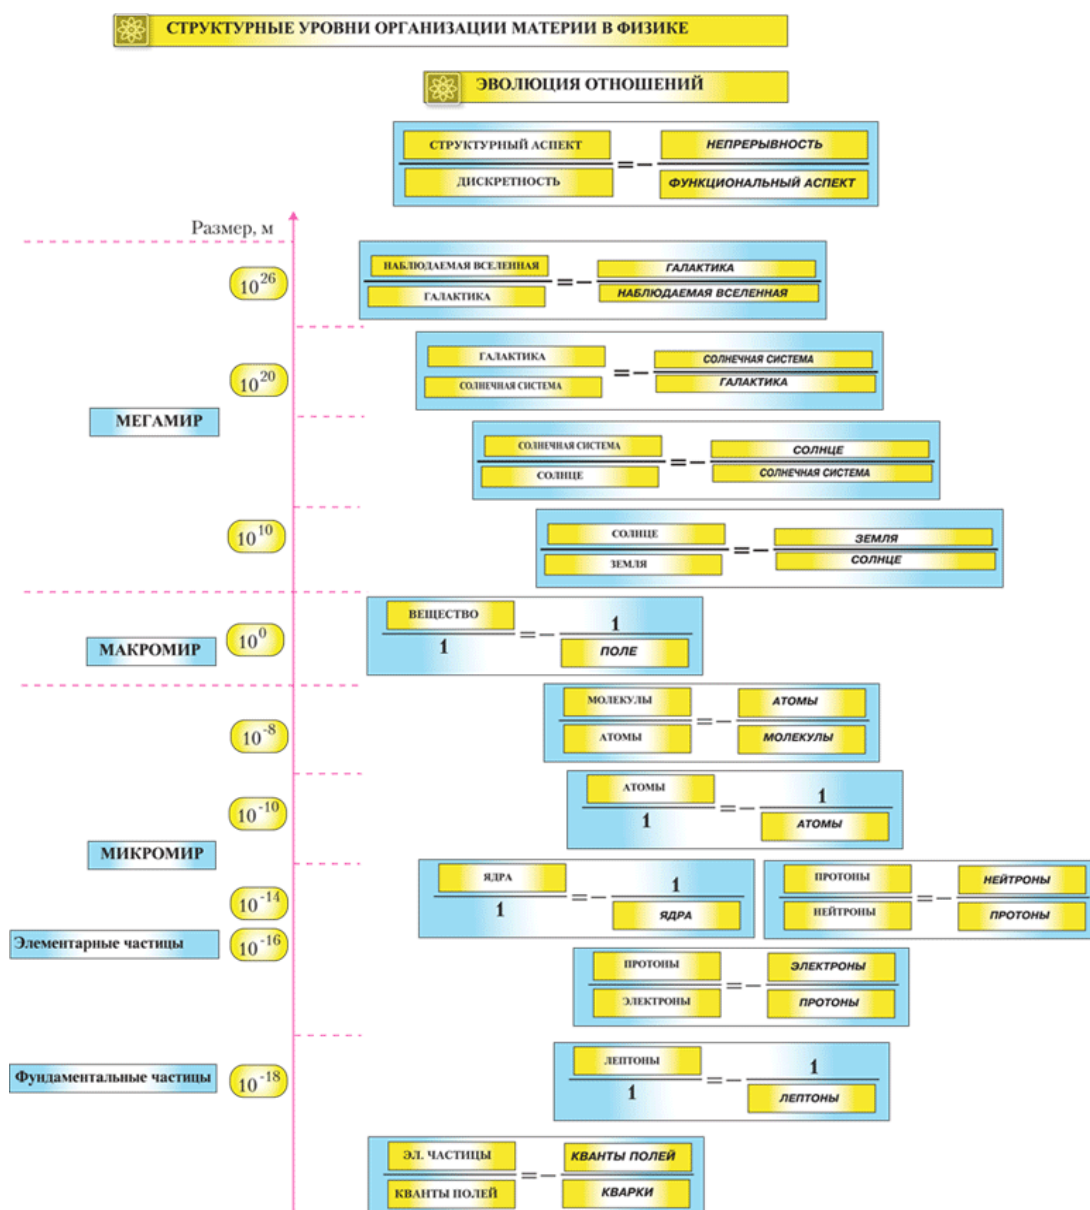 СТРУКТУРНЫЕ УРОВНИ ОРГАНИЗАЦИИ МАТЕРИИ В ФИЗИКЕ
ЭВОЛЮЦИЯ ОТНОШЕНИЙ
СТРУКТУРНЫЙ АСПЕКТ
ДИСКРЕТНОСТЬ
=−
НЕПРЕРЫВНОСТЬ
ФУНКЦИОНАЛЬНЫЙ АСПЕКТ
Размер, м
10^26
НАБЛЮДАЕМАЯ ВСЕЛЕННАЯ
ГАЛАКТИКА
=−
ГАЛАКТИКА
НАБЛЮДАЕМАЯ ВСЕЛЕННАЯ
10^20
ГАЛАКТИКА
СОЛНЕЧНАЯ СИСТЕМА
=−
СОЛНЕЧНАЯ СИСТЕМА
ГАЛАКТИКА
МЕГАМИР
СОЛНЕЧНАЯ СИСТЕМА
СОЛНЦЕ
=−
СОЛНЦЕ
СОЛНЕЧНАЯ СИСТЕМА
10^10
СОЛНЦЕ
ЗЕМЛЯ
=−
ЗЕМЛЯ
СОЛНЦЕ
МАКРОМИР
10^0
ВЕЩЕСТВО
1
=−
1
ПОЛЕ
10^-8
МОЛЕКУЛЫ
АТОМЫ
=−
АТОМЫ
МОЛЕКУЛЫ
10^-10
АТОМЫ
1
=−
1
АТОМЫ
МИКРОМИР
10^-14
ЯДРА
1
=−
1
ЯДРА
ПРОТОНЫ
НЕЙТРОНЫ
=−
НЕЙТРОНЫ
ПРОТОНЫ
Элементарные частицы
10^-16
ПРОТОНЫ
ЭЛЕКТРОНЫ
=−
ЭЛЕКТРОНЫ
ПРОТОНЫ
Фундаментальные частицы
10^-18
ЛЕПТОНЫ
1
=−
1
ЛЕПТОНЫ
ЭЛ. ЧАСТИЦЫ
КВАНТЫ ПОЛЕЙ
=−
КВАНТЫ ПОЛЕЙ
КВАРКИ